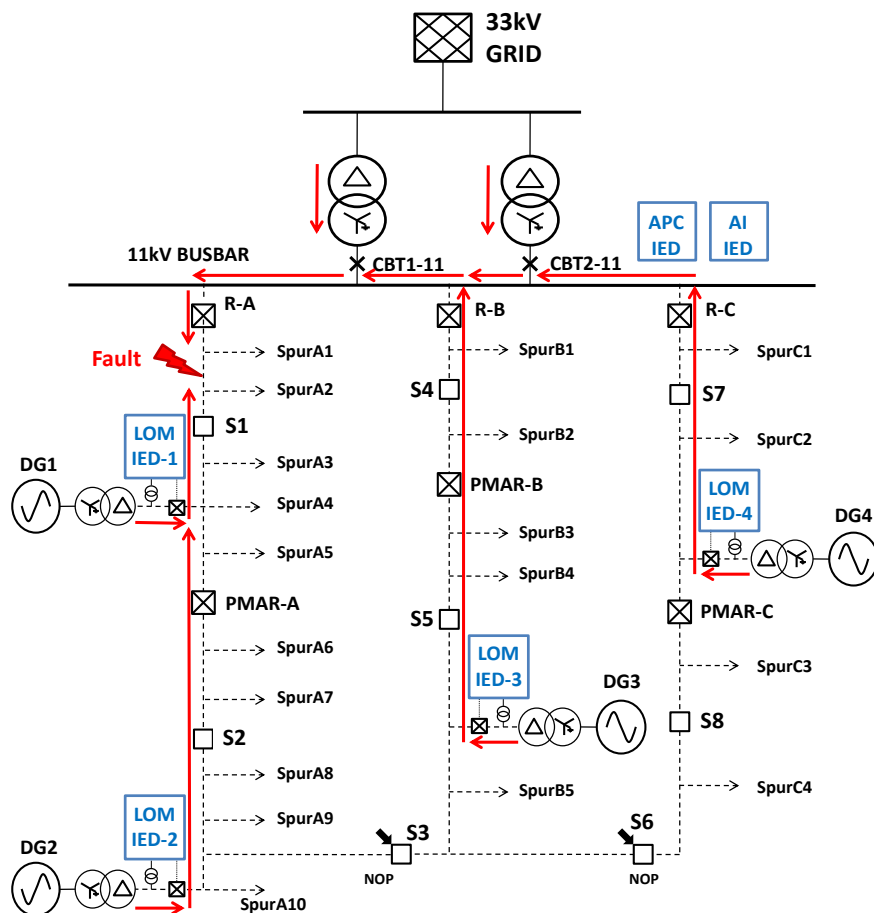 33kV
GRID
APC
IED
AI
IED
11kV BUSBAR
CBT1-11
CBT2-11
R-A
R-B
R-C
Fault
SpurA1
SpurB1
SpurC1
SpurA2
S4
S7
LOM
IED-1
S1
SpurB2
SpurC2
DG1
SpurA3
PMAR-B
LOM
IED-4
SpurA4
DG4
SpurA5
SpurB3
SpurB4
PMAR-A
S5
PMAR-C
SpurA6
LOM
IED-3
SpurC3
DG3
SpurA7
S2
S8
SpurA8
SpurB5
SpurC4
LOM
IED-2
SpurA9
S3
S6
DG2
NOP
NOP
SpurA10